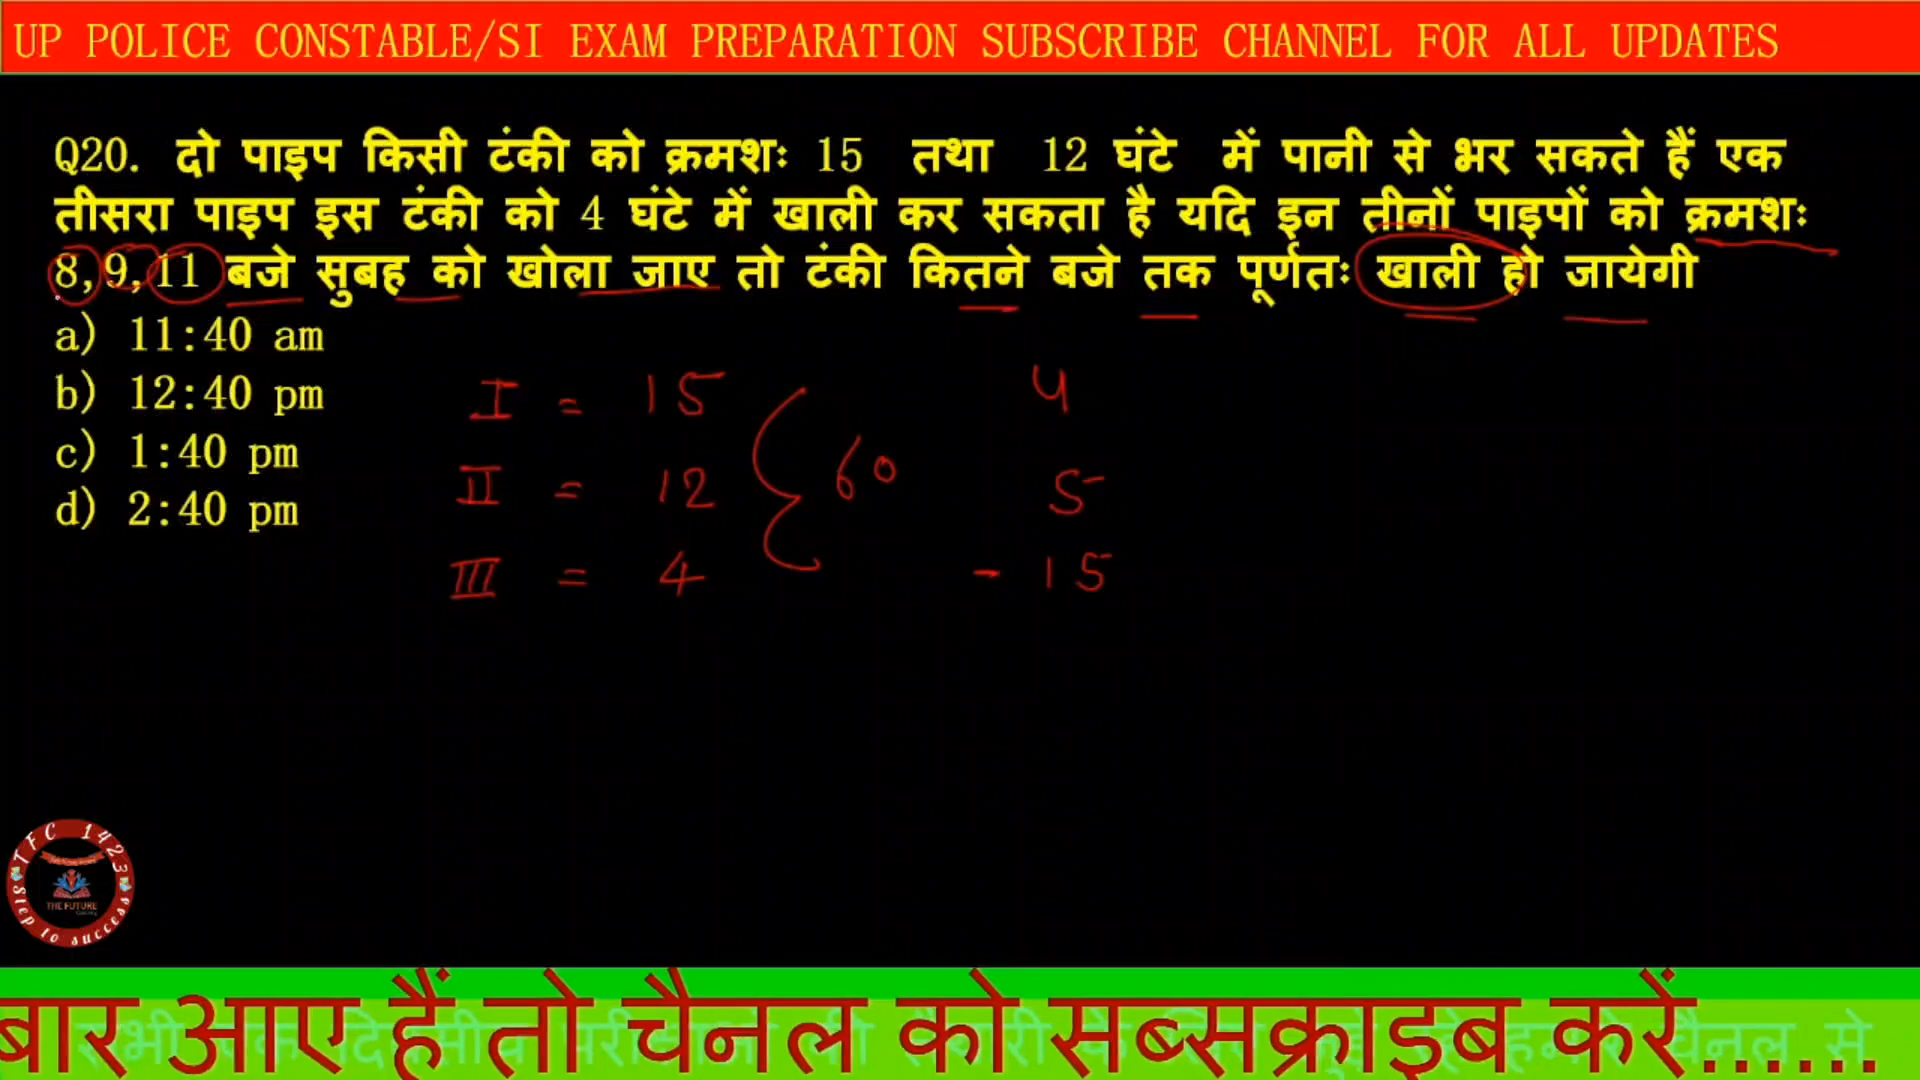 UP POLICE CONSTABLE/SI EXAM PREPARATION SUBSCRIBE CHANNEL FOR ALL UPDATES
Q20. दो पाइप किसी टंकी को क्रमशः 15 तथा 12 घंटे में पानी से भर सकते हैं एक
तीसरा पाइप इस टंकी को 4 घंटे में खाली कर सकता है यदि इन तीनों पाइपों को क्रमशः
8,9,11 बजे सुबह को खोला जाए तो टंकी कितने बजे तक पूर्णतः खाली हो जायेगी
a) 11:40 am
b) 12:40 pm
c) 1:40 pm
d) 2:40 pm
I = 15 4
II = 12 60 5
III = 4 - 15
TFC 1423
THE FUTURE
Step to success
बार आए हैं तो चैनल को सब्सक्राइब करें......